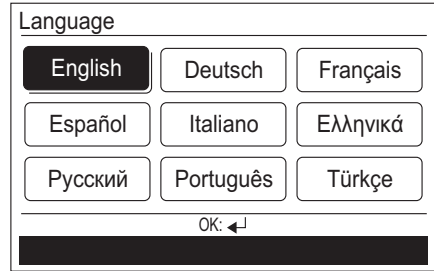 Language
English Deutsch Français
Español Italiano Ελληνικά
Русский Português Türkçe
OK: ↵